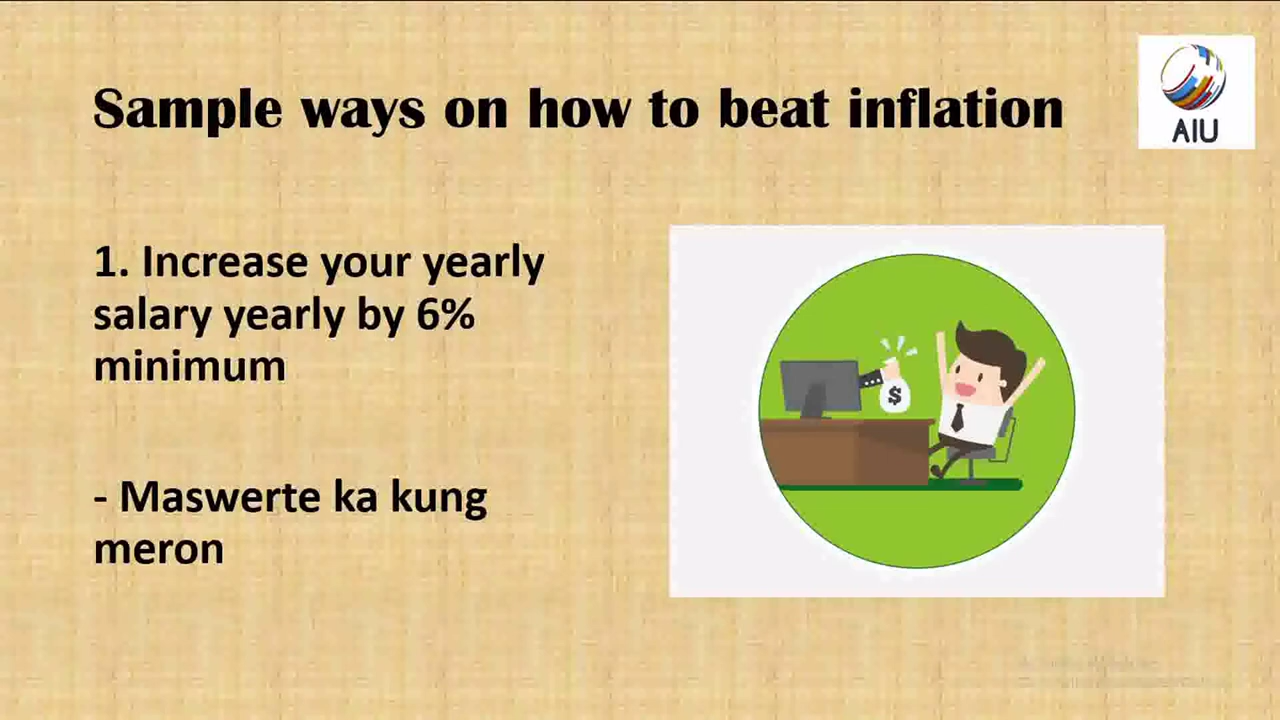 Sample ways on how to beat inflation
AIU
1. Increase your yearly
salary yearly by 6%
minimum
$
- Maswerte ka kung
meron